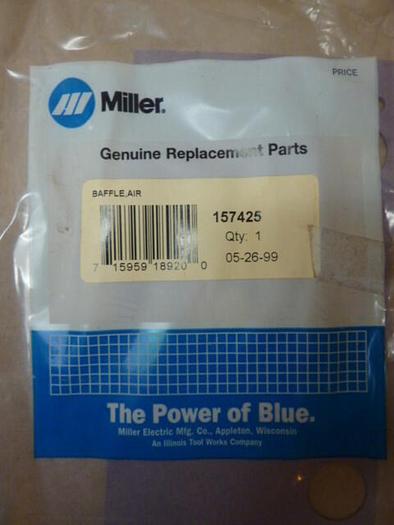 PRICE
Miller.
Genuine Replacement Parts
BAFFLE,AIR
157425
Qty: 1
7 15959 18920 0
05-26-99
The Power of Blue.
Miller Electric Mfg. Co., Appleton, Wisconsin
An Illinois Tool Works Company